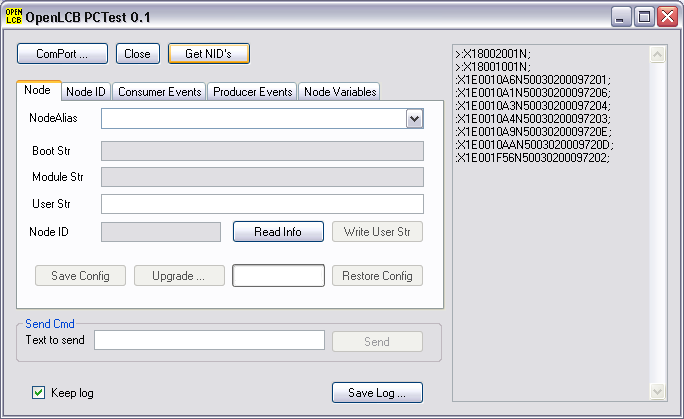 OPEN
LCB
OpenLCB PCTest 0.1
ComPort ...
Close
Get NID's
Node
Node ID
Consumer Events
Producer Events
Node Variables
NodeAlias
Boot Str
Module Str
User Str
Node ID
Read Info
Write User Str
Save Config
Upgrade ...
Restore Config
Send Cmd
Text to send
Send
Keep log
Save Log ...
>:X18002001N;
>:X18001001N;
:X1E0010A6N50030200097201;
:X1E0010A1N50030200097206;
:X1E0010A3N50030200097204;
:X1E0010A4N50030200097203;
:X1E0010A9N5003020009720E;
:X1E0010AAN5003020009720D;
:X1E001F56N50030200097202;